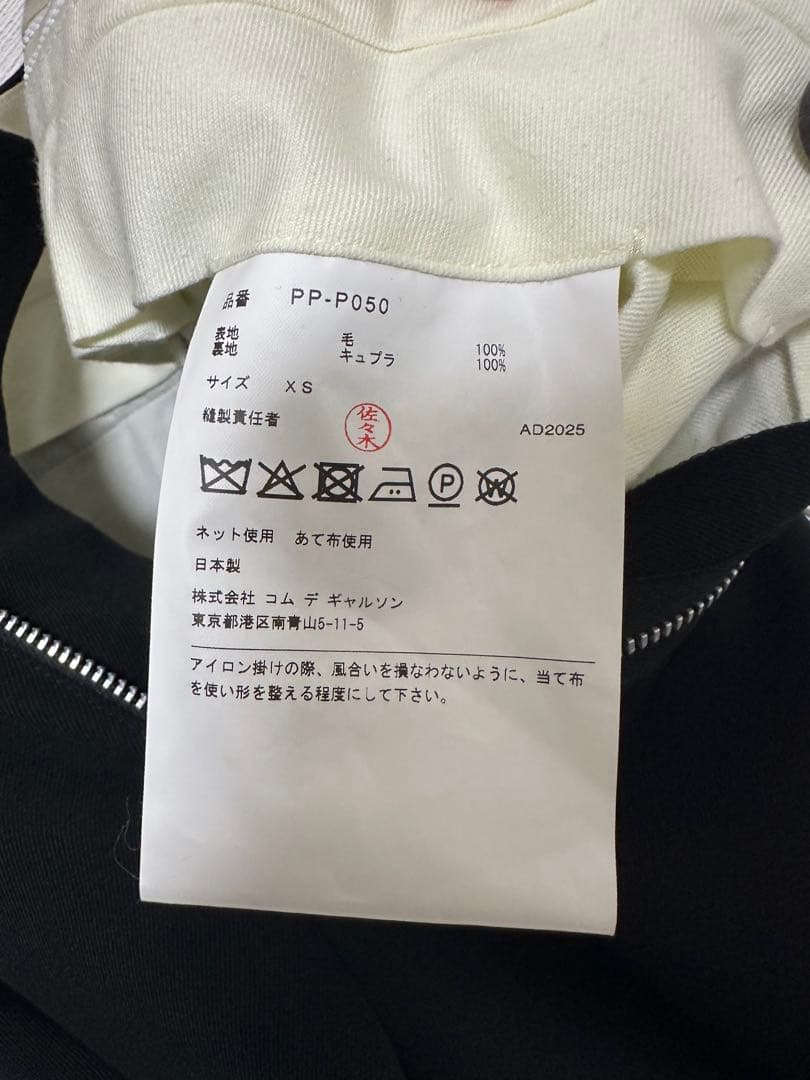 品番 PP-P050
表地 毛 100%
裏地 キュプラ 100%
サイズ XS
縫製責任者 佐々木 AD2025
P W
ネット使用 あて布使用
日本製
株式会社 コム デ ギャルソン
東京都港区南青山5-11-5
アイロン掛けの際、風合いを損なわないように、当て布
を使い形を整える程度にして下さい。